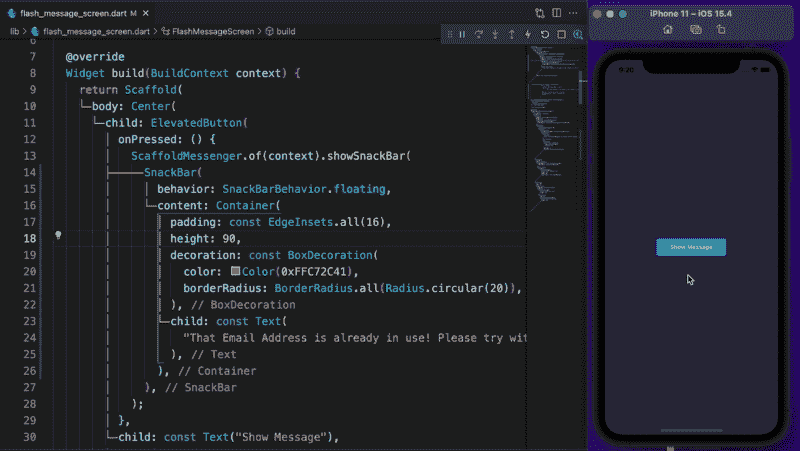 flash_message_screen.dart M
lib > flash_message_screen.dart > FlashMessageScreen > build
6
7 @override
8 Widget build(BuildContext context) {
9 return Scaffold(
10 body: Center(
11 child: ElevatedButton(
12 onPressed: () {
13 ScaffoldMessenger.of(context).showSnackBar(
14 SnackBar(
15 behavior: SnackBarBehavior.floating,
16 content: Container(
17 padding: const EdgeInsets.all(16),
18 height: 90,
19 decoration: const BoxDecoration(
20 color: Color(0xFFC72C41),
21 borderRadius: BorderRadius.all(Radius.circular(20)),
22 ), // BoxDecoration
23 child: const Text(
24 "That Email Address is already in use! Please try wit
25 ), // Text
26 ), // Container
27 ), // SnackBar
28 );
29 },
30 child: const Text("Show Message"),
iPhone 11 – iOS 15.4
9:20
Show Message